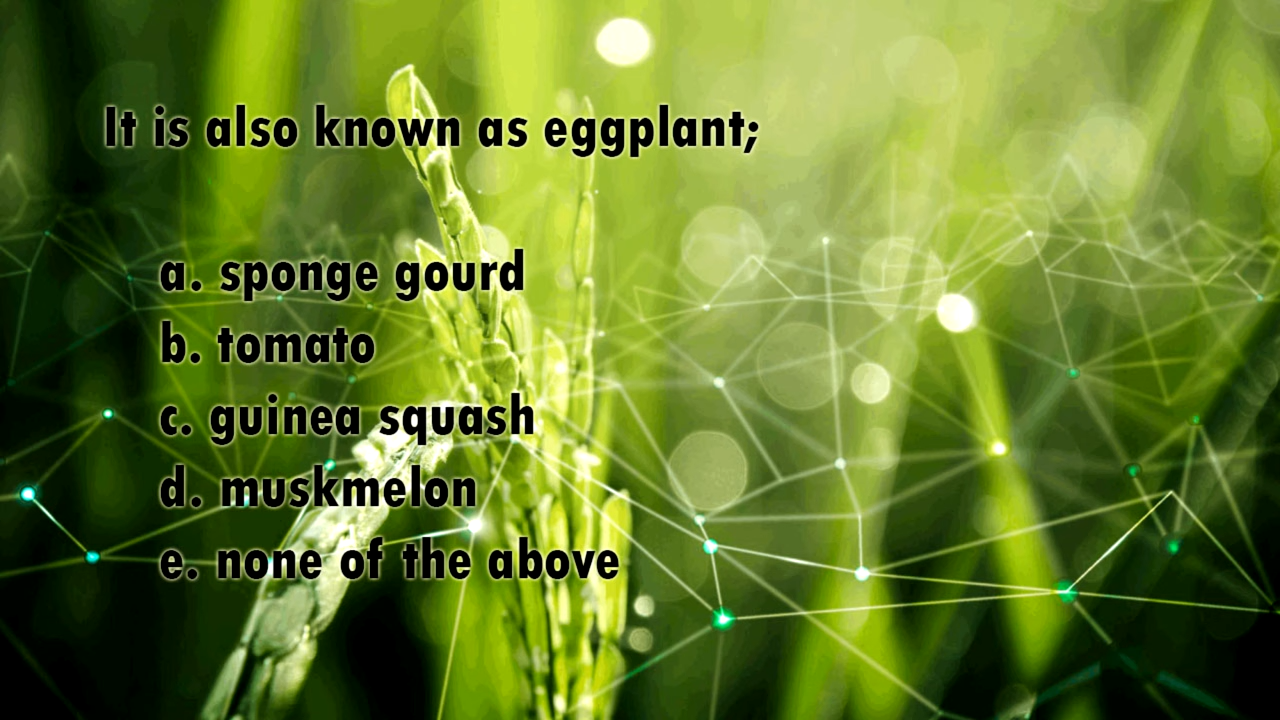 It is also known as eggplant;
a. sponge gourd
b. tomato
c. guinea squash
d. muskmelon
e. none of the above